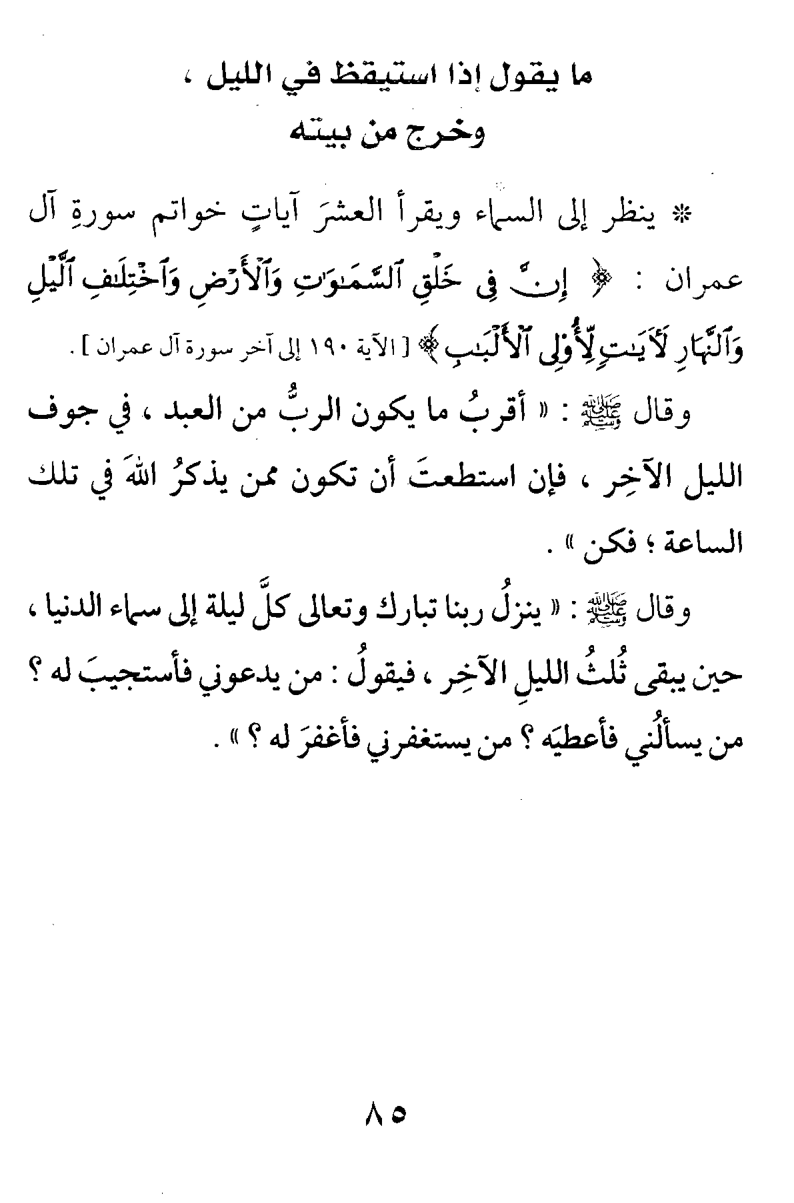 ما يقول إذا استيقظ في الليل ،
وخرج من بيته
* ينظر إلى السماء ويقرأ العشرَ آياتٍ خواتم سورةِ آل
عمران : ﴿ إِنَّ فِى خَلْقِ ٱلسَّمَٰوَٰتِ وَٱلْأَرْضِ وَٱخْتِلَٰفِ ٱلَّيْلِ
وَٱلنَّهَارِ لَأَيَٰتٍ لِّأُوْلِى ٱلْأَلْبَٰبِ ﴾ [ الآية ١٩٠ إلى آخر سورة آل عمران ] .
وقال ﷺ : « أقربُ ما يكون الربُّ من العبد ، في جوف
الليل الآخِر ، فإن استطعتَ أن تكون ممن يذكرُ اللهَ في تلك
الساعة ؛ فكن » .
وقال ﷺ : « ينزلُ ربنا تبارك وتعالى كلَّ ليلة إلى سماء الدنيا ،
حين يبقى ثُلثُ الليلِ الآخِر ، فيقولُ : من يدعوني فأستجيبَ له ؟
من يسألُني فأعطيَه ؟ من يستغفرني فأغفرَ له ؟ » .
٨٥